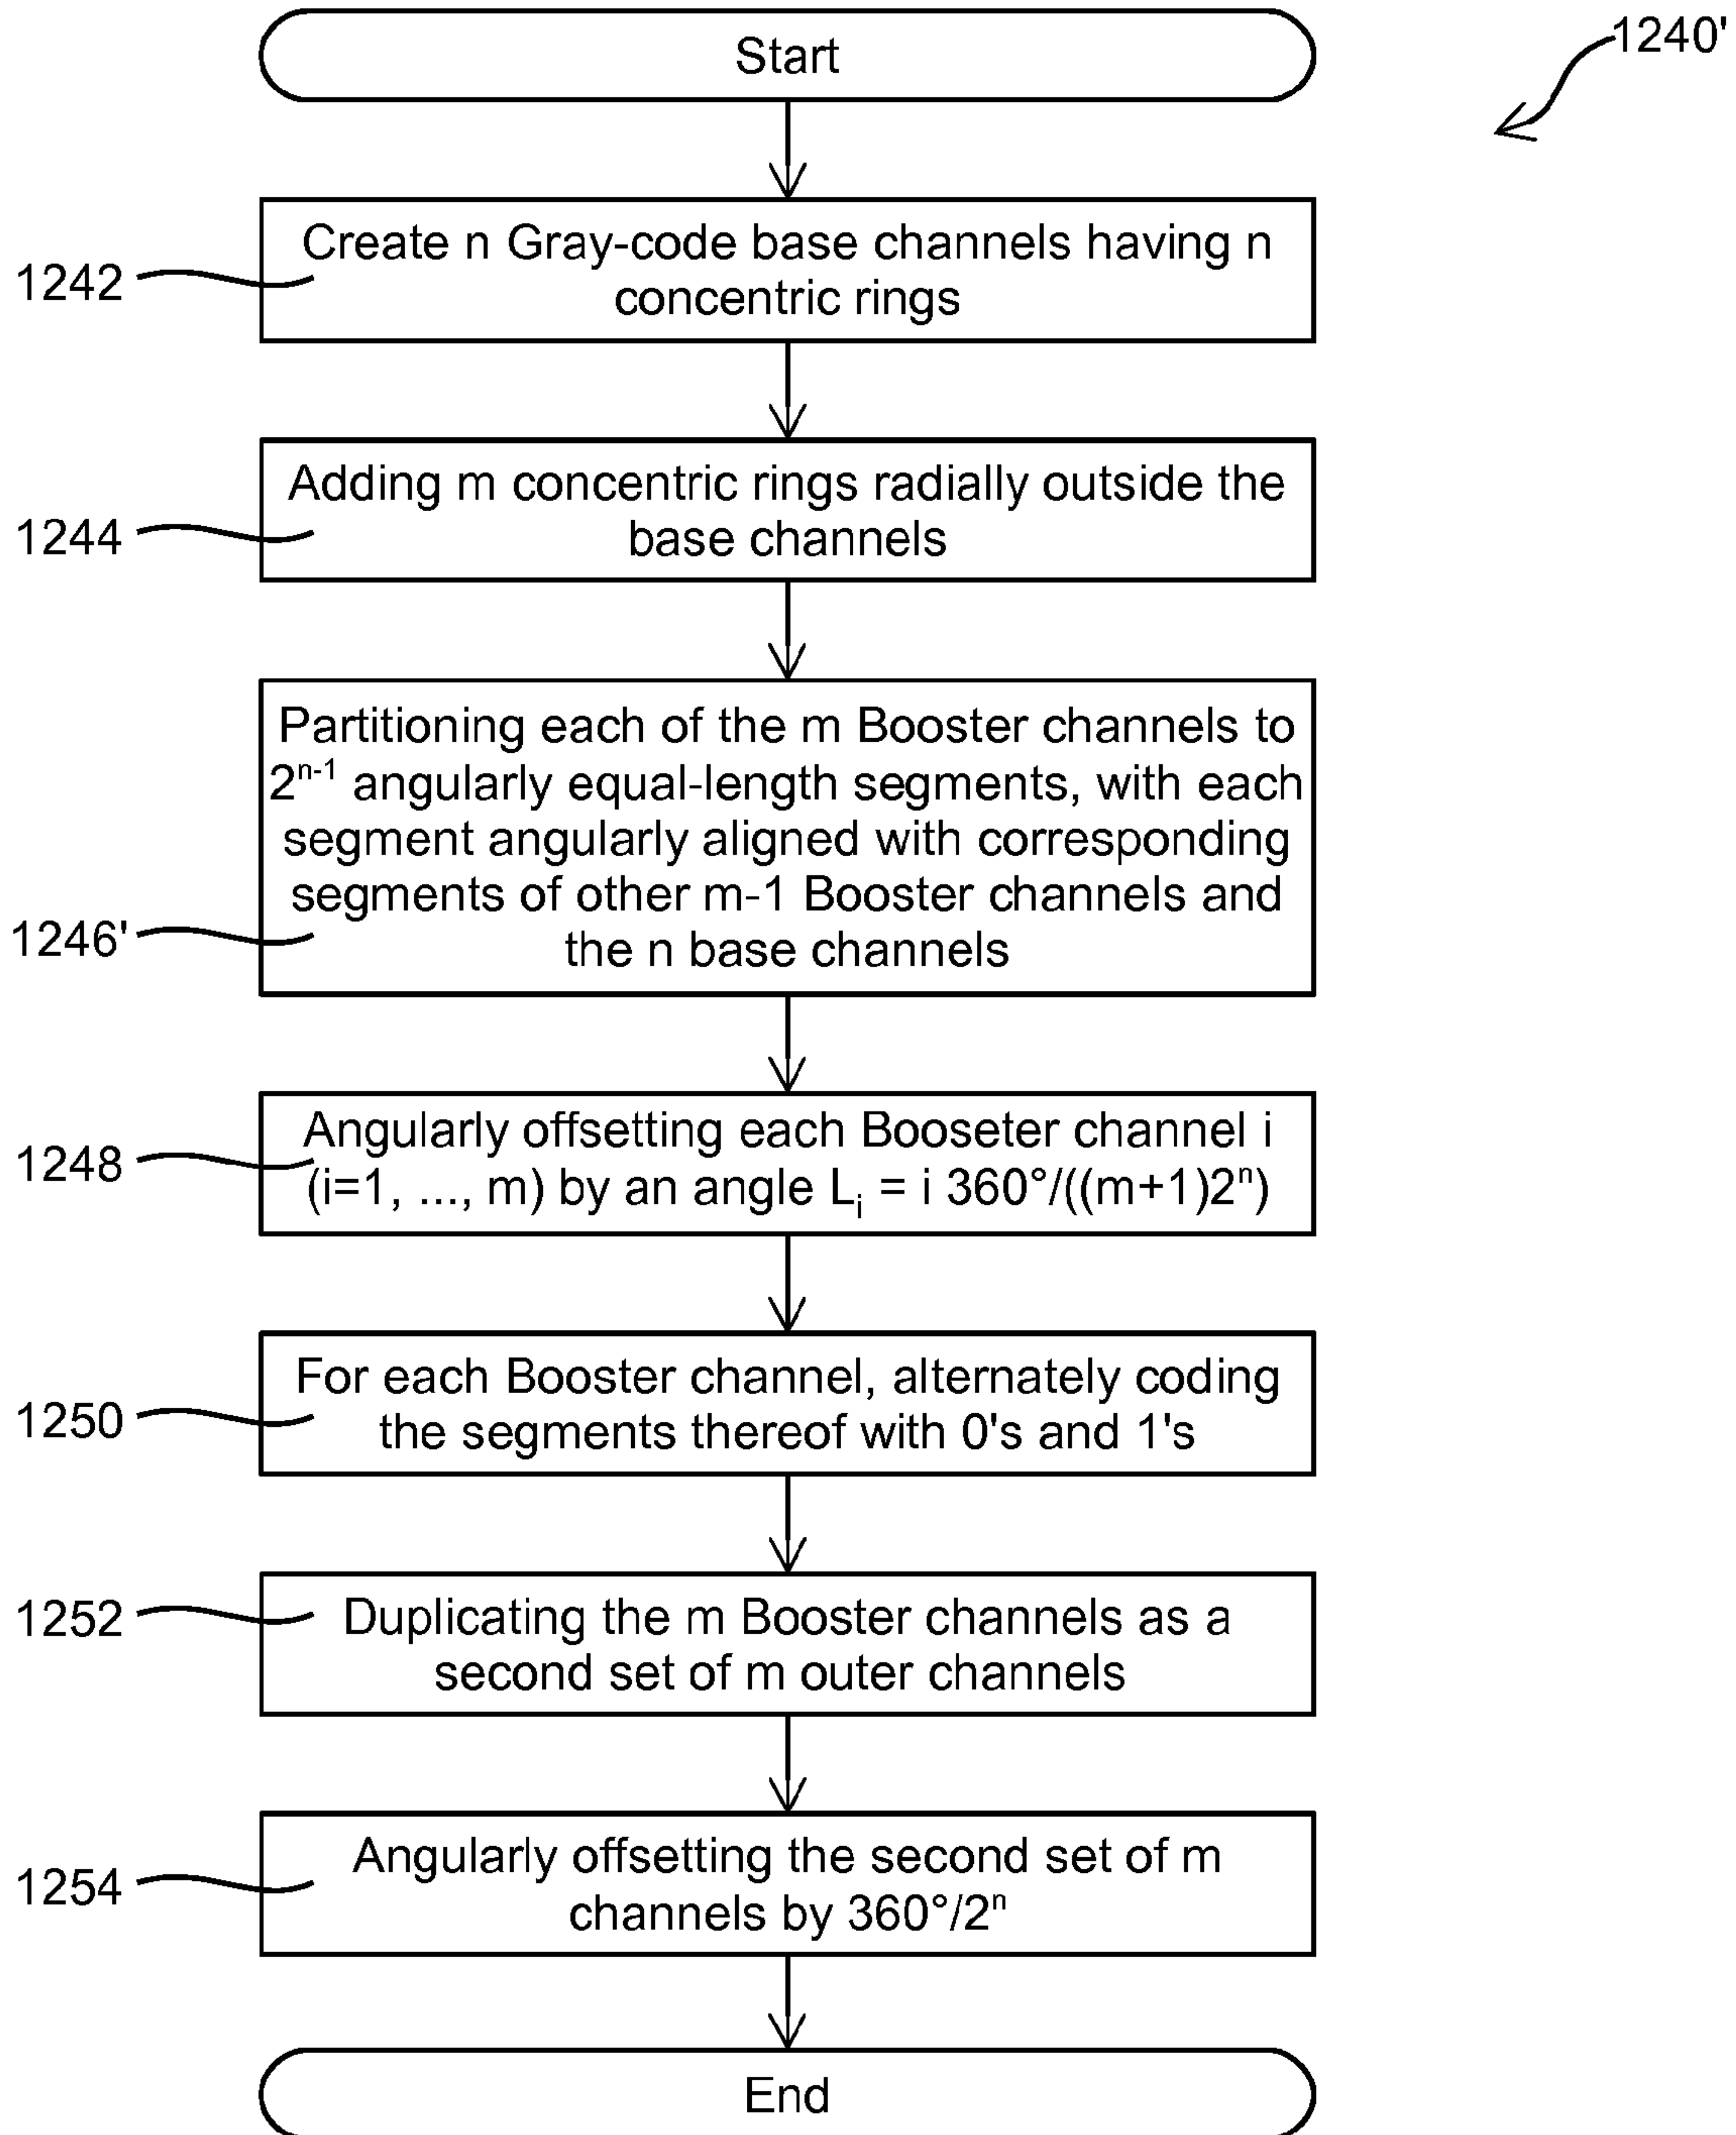 Start
1240'
1242
Create n Gray-code base channels having n
concentric rings
1244
Adding m concentric rings radially outside the
base channels
1246'
Partitioning each of the m Booster channels to
2ⁿ⁻¹ angularly equal-length segments, with each
segment angularly aligned with corresponding
segments of other m-1 Booster channels and
the n base channels
1248
Angularly offsetting each Booseter channel i
(i=1, ..., m) by an angle Lᵢ = i 360°/((m+1)2ⁿ)
1250
For each Booster channel, alternately coding
the segments thereof with 0's and 1's
1252
Duplicating the m Booster channels as a
second set of m outer channels
1254
Angularly offsetting the second set of m
channels by 360°/2ⁿ
End